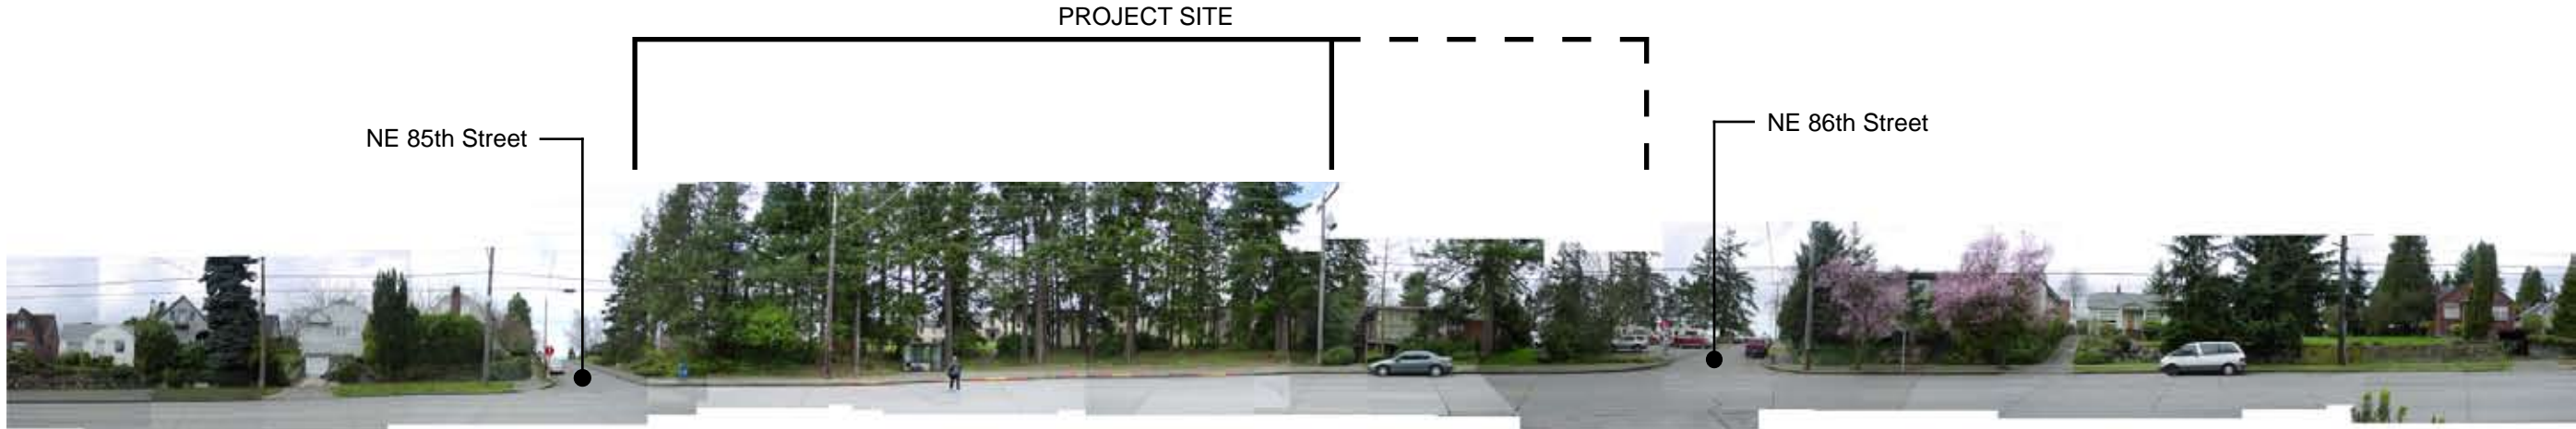 PROJECT SITE
NE 85th Street
NE 86th Street